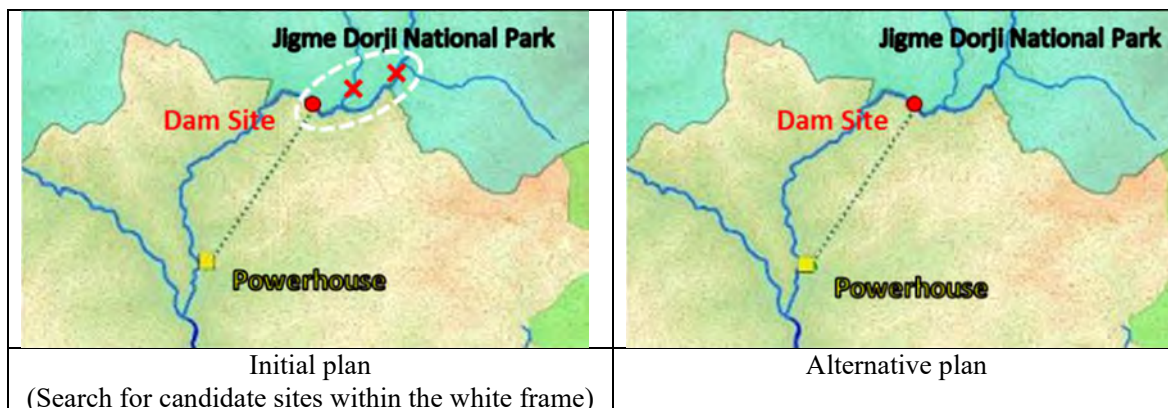 Jigme Dorji National Park
Dam Site
Powerhouse
Initial plan
(Search for candidate sites within the white frame)
Jigme Dorji National Park
Dam Site
Powerhouse
Alternative plan